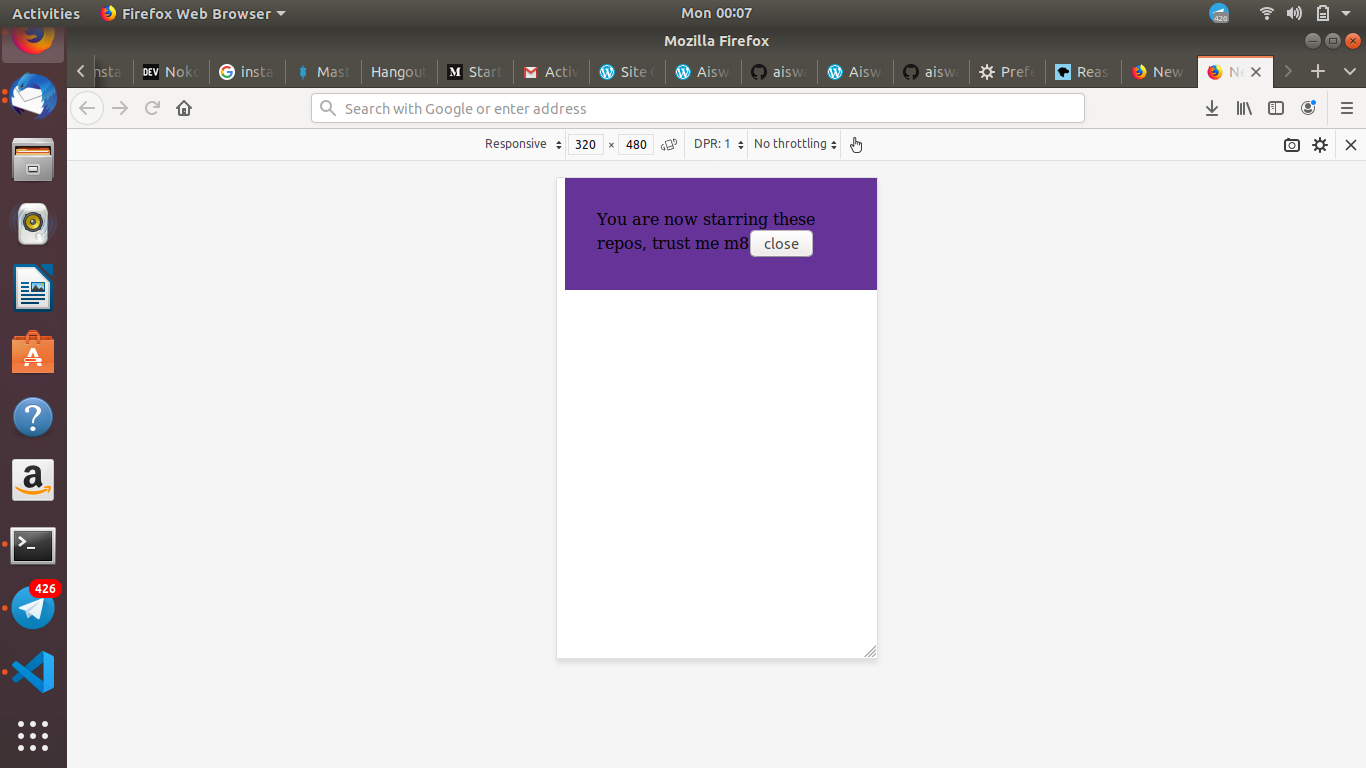 Activities Firefox Web Browser Mon 00:07 426
Mozilla Firefox
nsta DEV Noko insta Mast Hangout M Start Activ Site Aisw aisw Aisw aisw Prefe Reas New Ne
Search with Google or enter address
Responsive 320 × 480 DPR: 1 No throttling
You are now starring these
repos, trust me m8 close
426